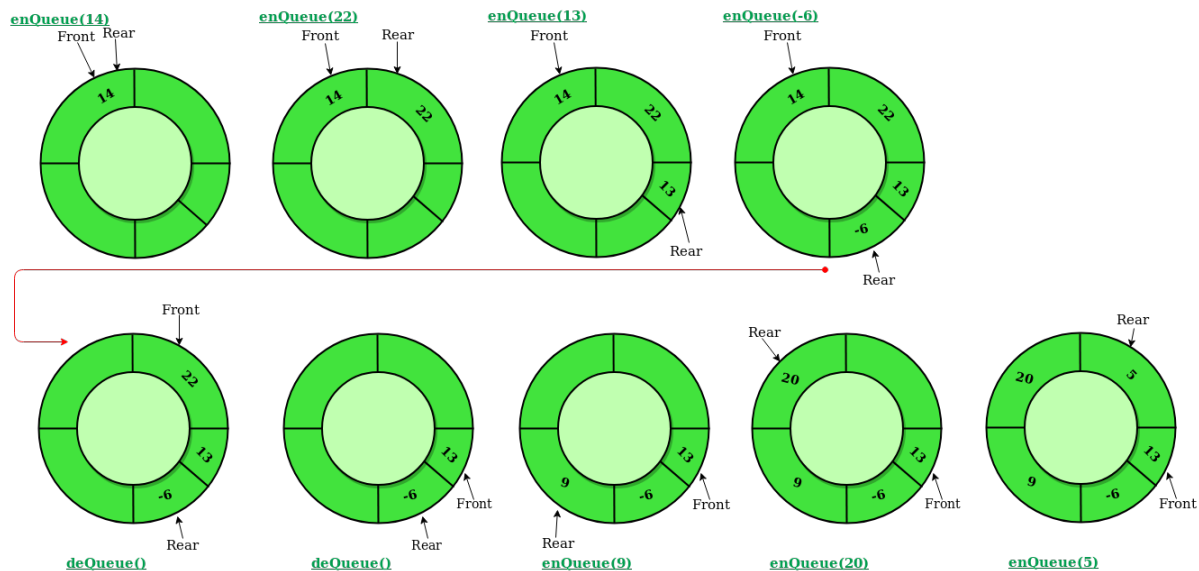 enQueue(14)
Front Rear
14
enQueue(22)
Front Rear
14
22
enQueue(13)
Front
14
22
13
Rear
enQueue(-6)
Front
14
22
13
-6
Rear
Front
22
13
-6
Rear
deQueue()
13
-6
Front
Rear
deQueue()
13
9
-6
Front
Rear
enQueue(9)
Rear
20
13
9
-6
Front
enQueue(20)
Rear
20
5
13
9
-6
Front
enQueue(5)